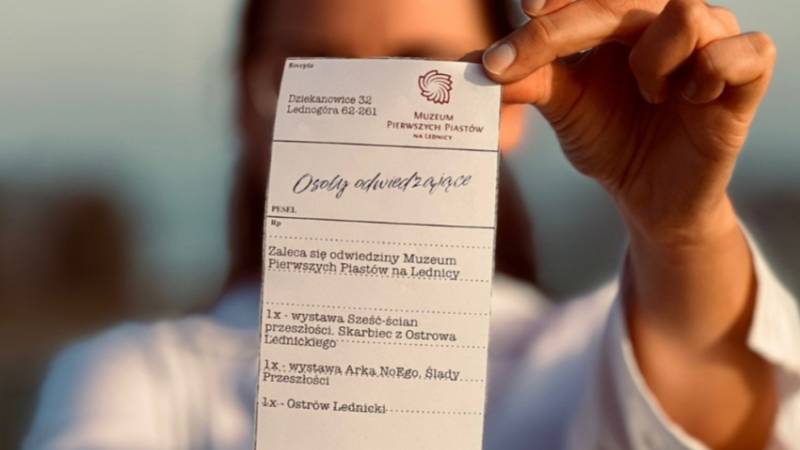 Recepta
Dziekanowice 32
Lednogóra 62-261
MUZEUM
PIERWSZYCH PIASTÓW
NA LEDNICY
Osoby odwiedzające
PESEL
Rp
Zaleca się odwiedziny Muzeum
Pierwszych Piastów na Lednicy
1x - wystawa Sześć-ścian
przeszłości. Skarbiec z Ostrowa
Lednickiego
1x - wystawa Arka NoEgo. Ślady
Przeszłości
1x - Ostrów Lednicki